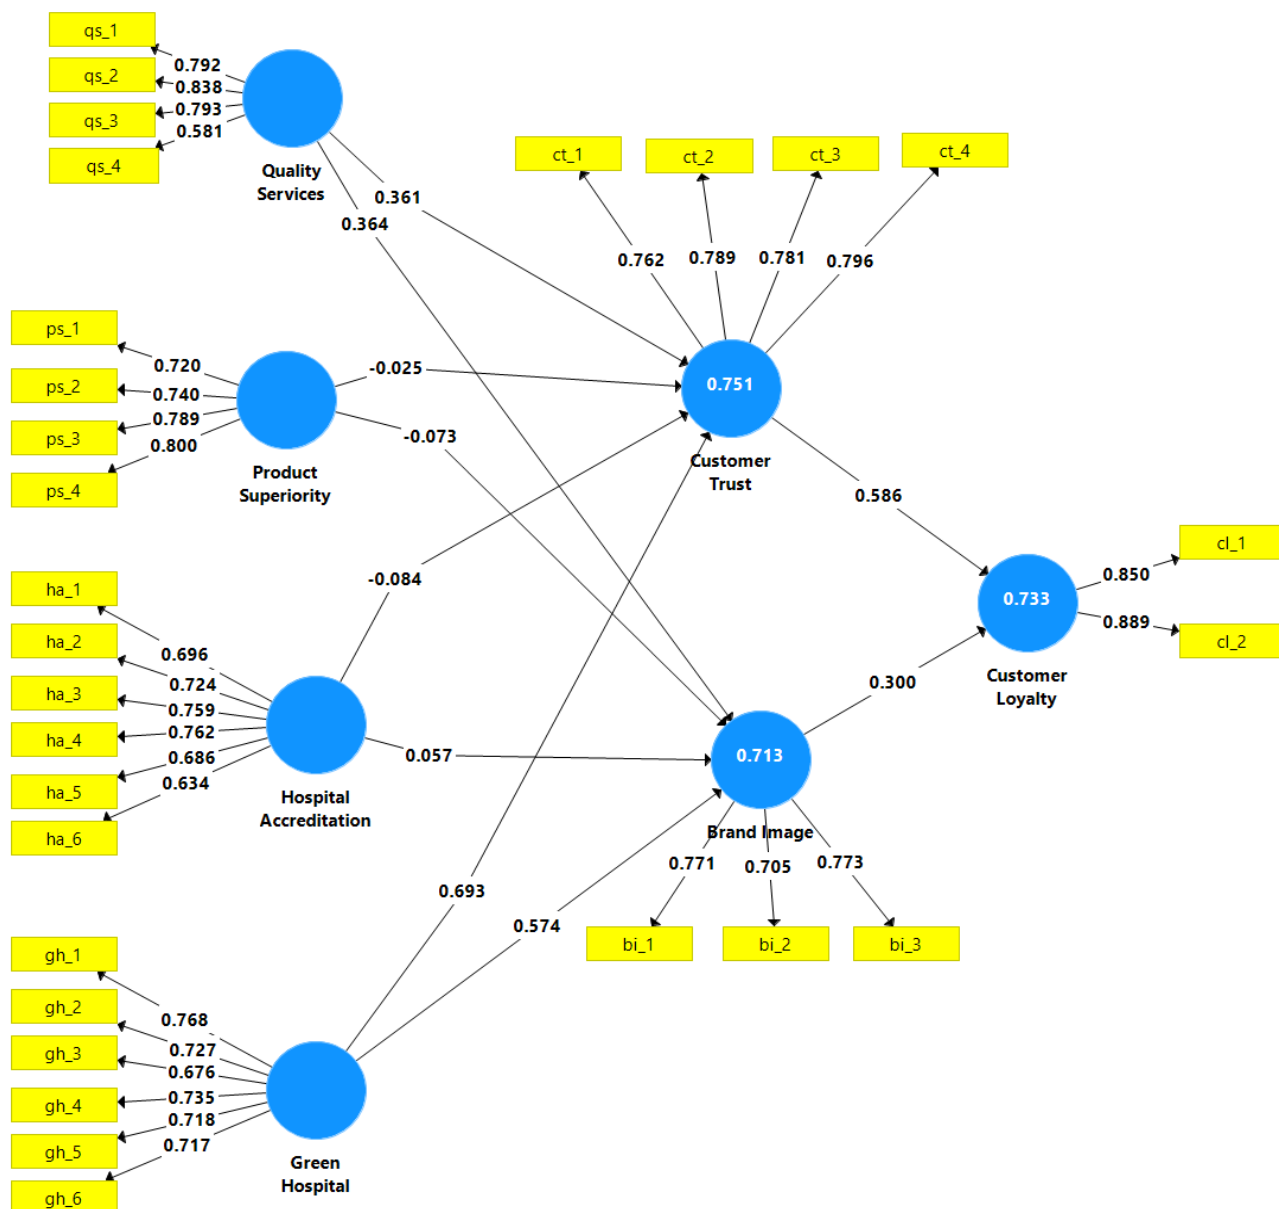 qs_1
0.792
qs_2
0.838
qs_3
0.793
0.581
qs_4
Quality
Services
0.361
0.364
ct_1
ct_2
ct_3
ct_4
0.762
0.789
0.781
0.796
ps_1
0.720
ps_2
0.740
ps_3
0.789
0.800
ps_4
Product
Superiority
-0.025
-0.073
0.751
Customer
Trust
0.586
ha_1
ha_2
0.696
0.724
ha_3
0.759
ha_4
0.762
0.686
ha_5
0.634
ha_6
Hospital
Accreditation
-0.084
0.057
0.733
Customer
Loyalty
0.850
cl_1
0.889
cl_2
0.300
0.713
Brand Image
0.771
0.705
0.773
bi_1
bi_2
bi_3
0.693
0.574
gh_1
gh_2
0.768
0.727
gh_3
0.676
0.735
gh_4
0.718
0.717
gh_5
gh_6
Green
Hospital